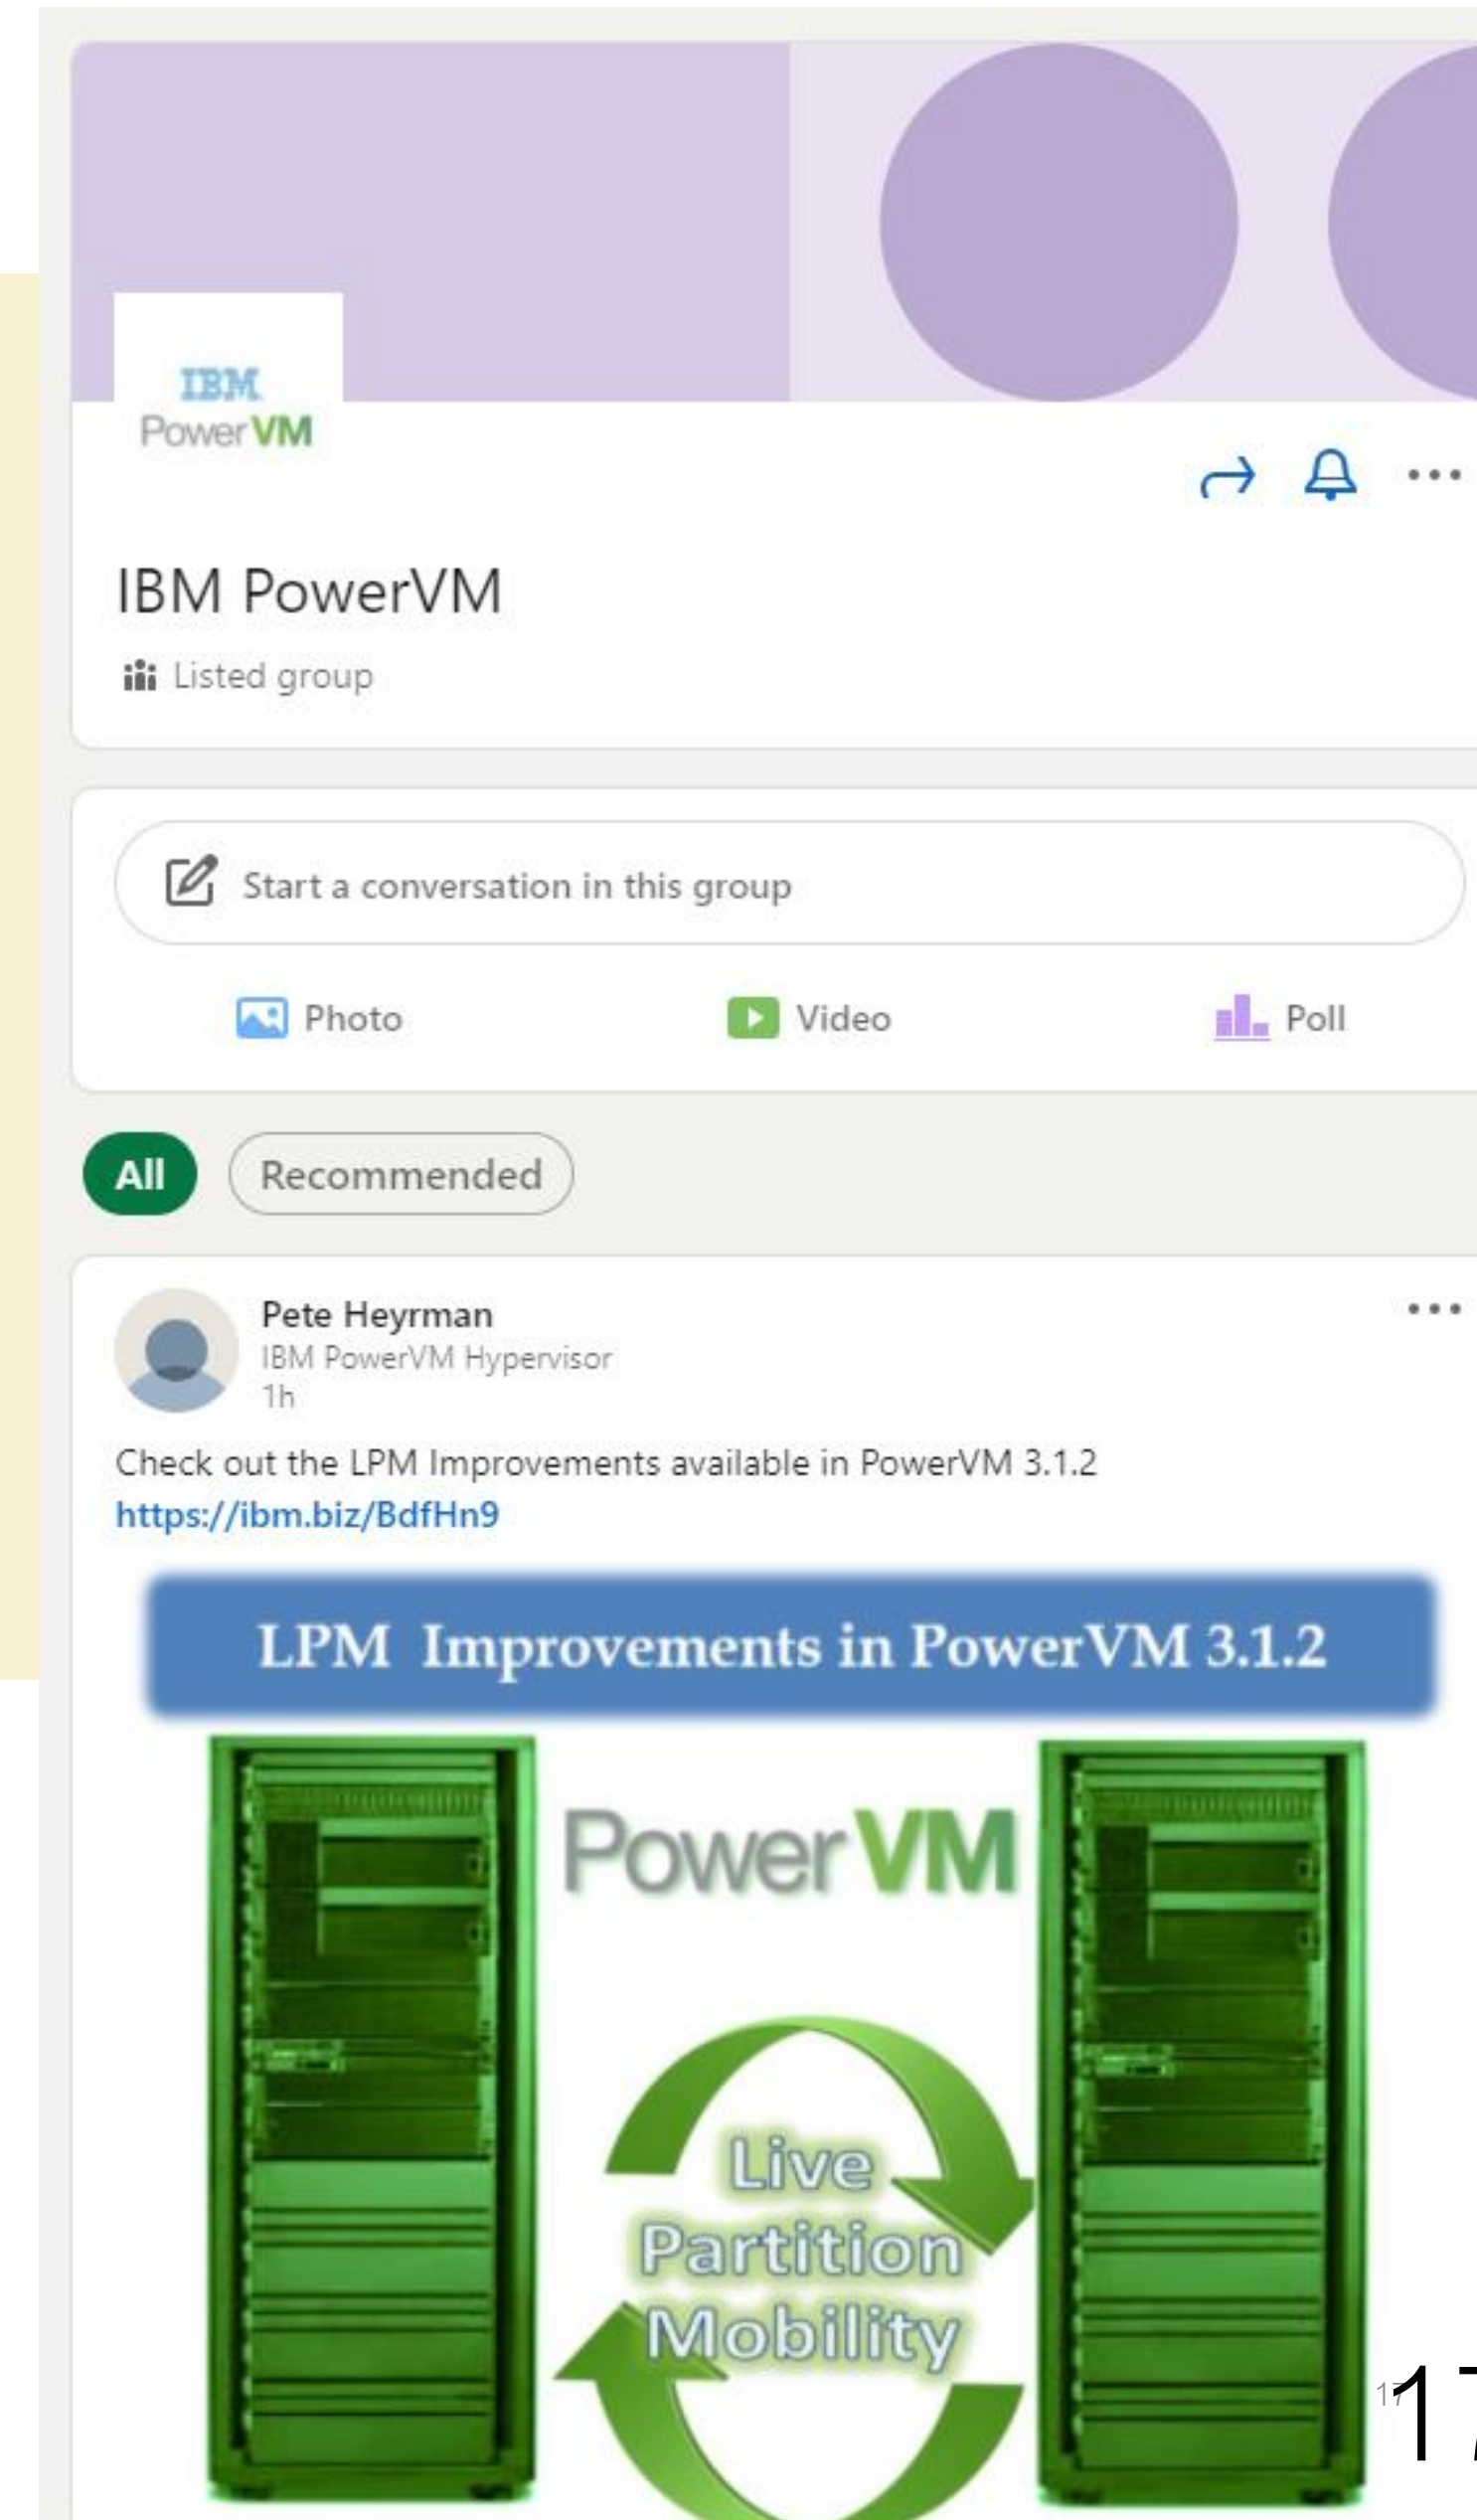 IBM
PowerVM
IBM PowerVM
Listed group
Start a conversation in this group
Photo
Video
Poll
All
Recommended
Pete Heyrman
IBM PowerVM Hypervisor
1h
Check out the LPM Improvements available in PowerVM 3.1.2
https://ibm.biz/BdfHn9
LPM Improvements in PowerVM 3.1.2
PowerVM
Live
Partition
Mobility
17
17